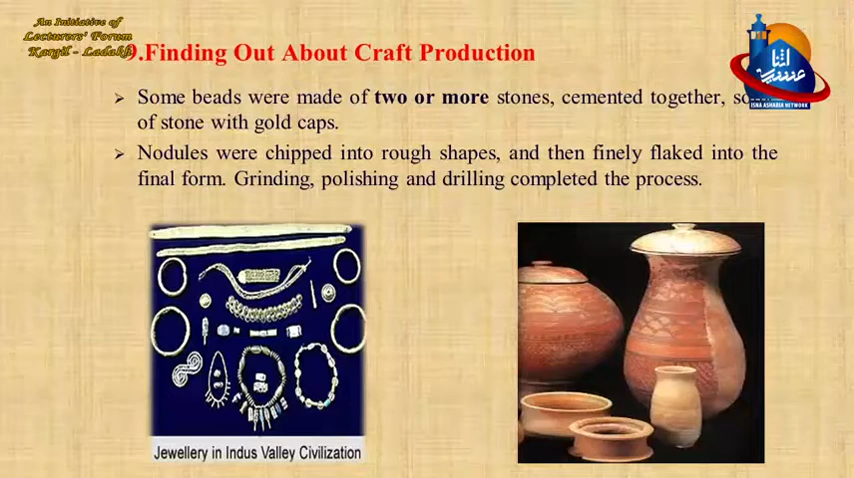 An Initiative of
Lecturers' Forum
Kargil - Ladakh
9.Finding Out About Craft Production
اثنا
عشریہ
ISNA ASHARIA NETWORK
➢ Some beads were made of two or more stones, cemented together,
of stone with gold caps.
➢ Nodules were chipped into rough shapes, and then finely flaked into the
final form. Grinding, polishing and drilling completed the process.
Jewellery in Indus Valley Civilization